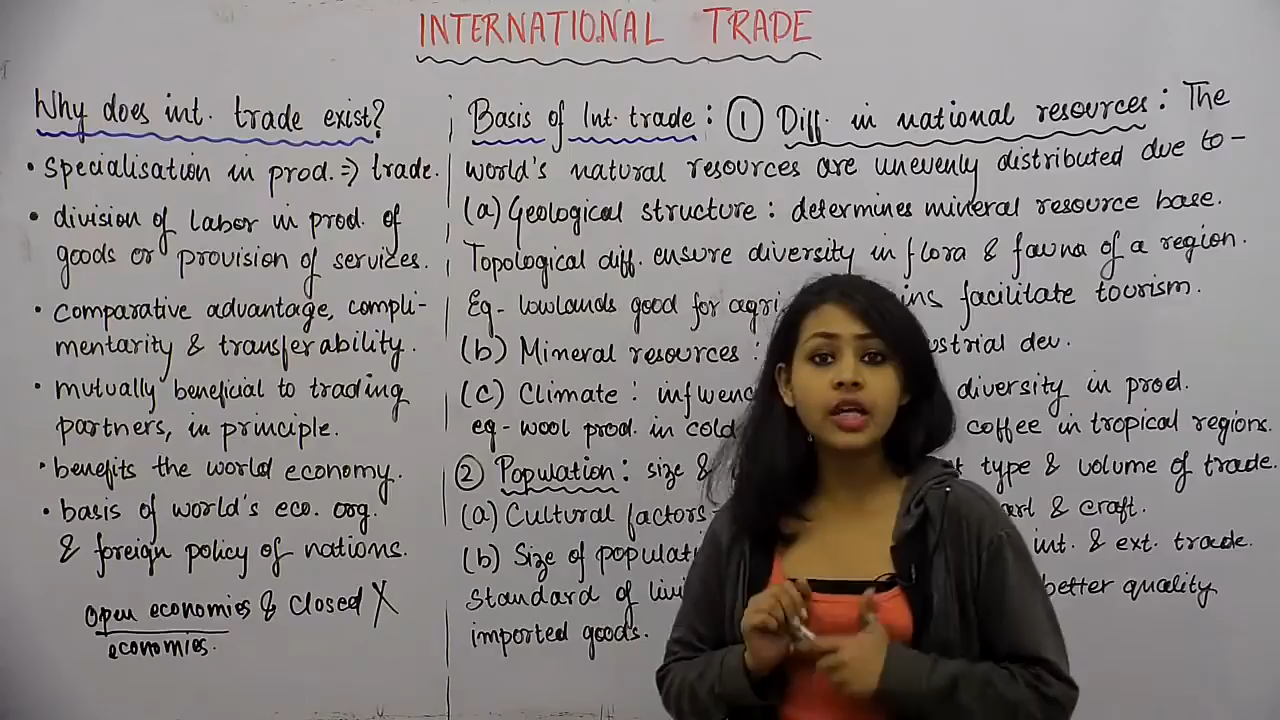 INTERNATIONAL TRADE
Why does int. trade exist?
• specialisation in prod. => trade.
• division of labor in prod. of
goods or provision of services.
• comparative advantage, compli-
mentarity & transferability.
• mutually beneficial to trading
partners, in principle.
• benefits the world economy.
• basis of world's eco. org.
& foreign policy of nations.
Open economies & closed X
economies.
Basis of Int. trade : ① Diff. in national resources : The
world's natural resources are unevenly distributed due to -
(a) Geological structure : determines mineral resource base.
Topological diff. ensure diversity in flora & fauna of a region.
Eg - lowlands good for agri ins facilitate tourism.
(b) Mineral resources : ustrial dev.
(c) Climate : influenc diversity in prod.
eg - wool prod. in cold coffee in tropical regions.
② Population : size & type & volume of trade.
(a) Cultural factors - art & craft.
(b) Size of populati int. & ext. trade.
Standard of livi better quality
imported goods.